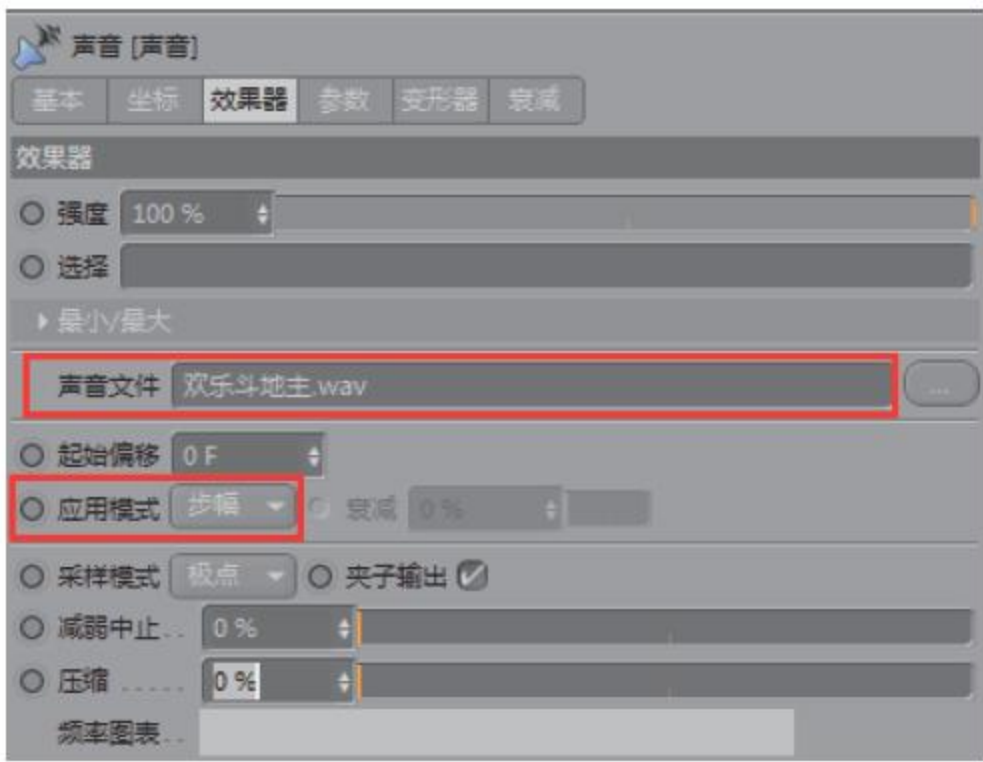 声音 [声音]
基本 坐标 效果器 参数 变形器 衰减
效果器
强度 100 %
选择
最小/最大
声音文件 欢乐斗地主.wav ...
起始偏移 0 F
应用模式 步幅 衰减 0 %
采样模式 极点 夹子输出
减弱中止 . . 0 %
压缩 . . . . . 0 %
频率图表 . .